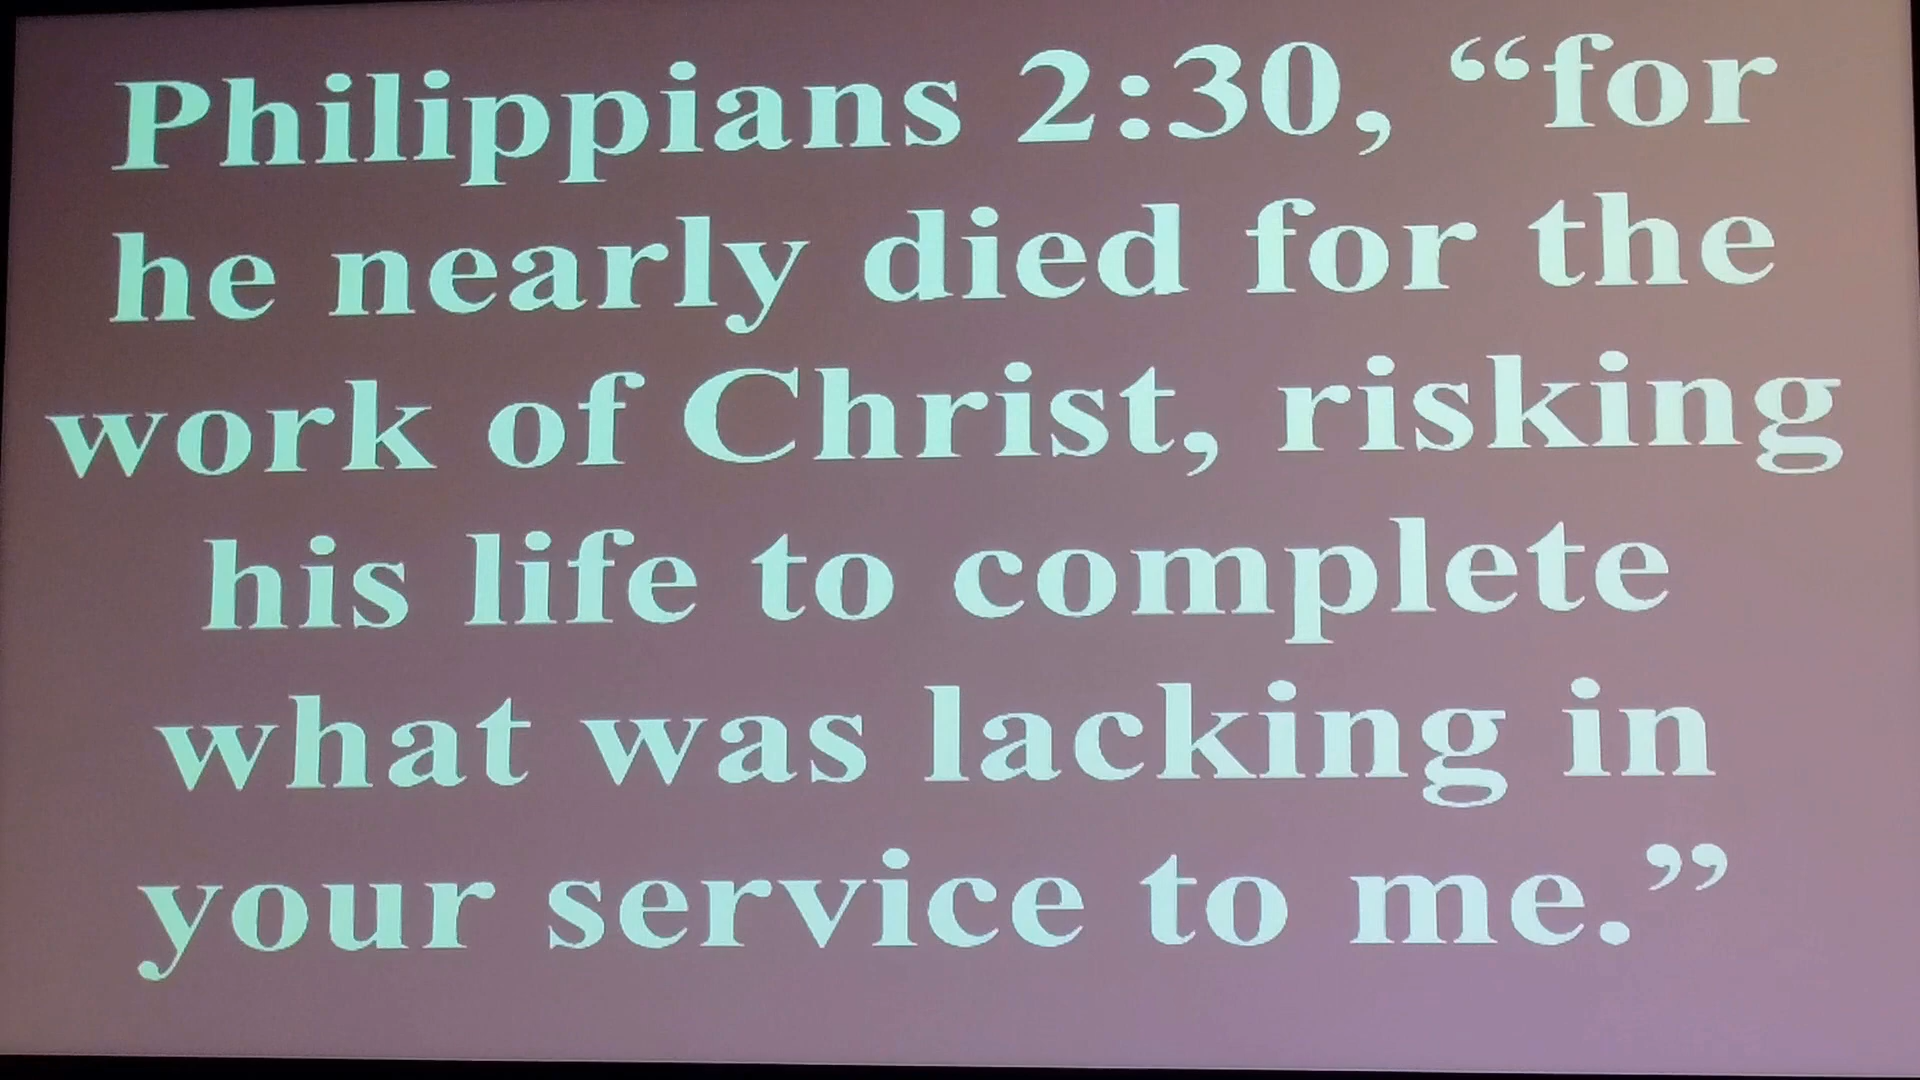 Philippians 2:30, “for
he nearly died for the
work of Christ, risking
his life to complete
what was lacking in
your service to me.”